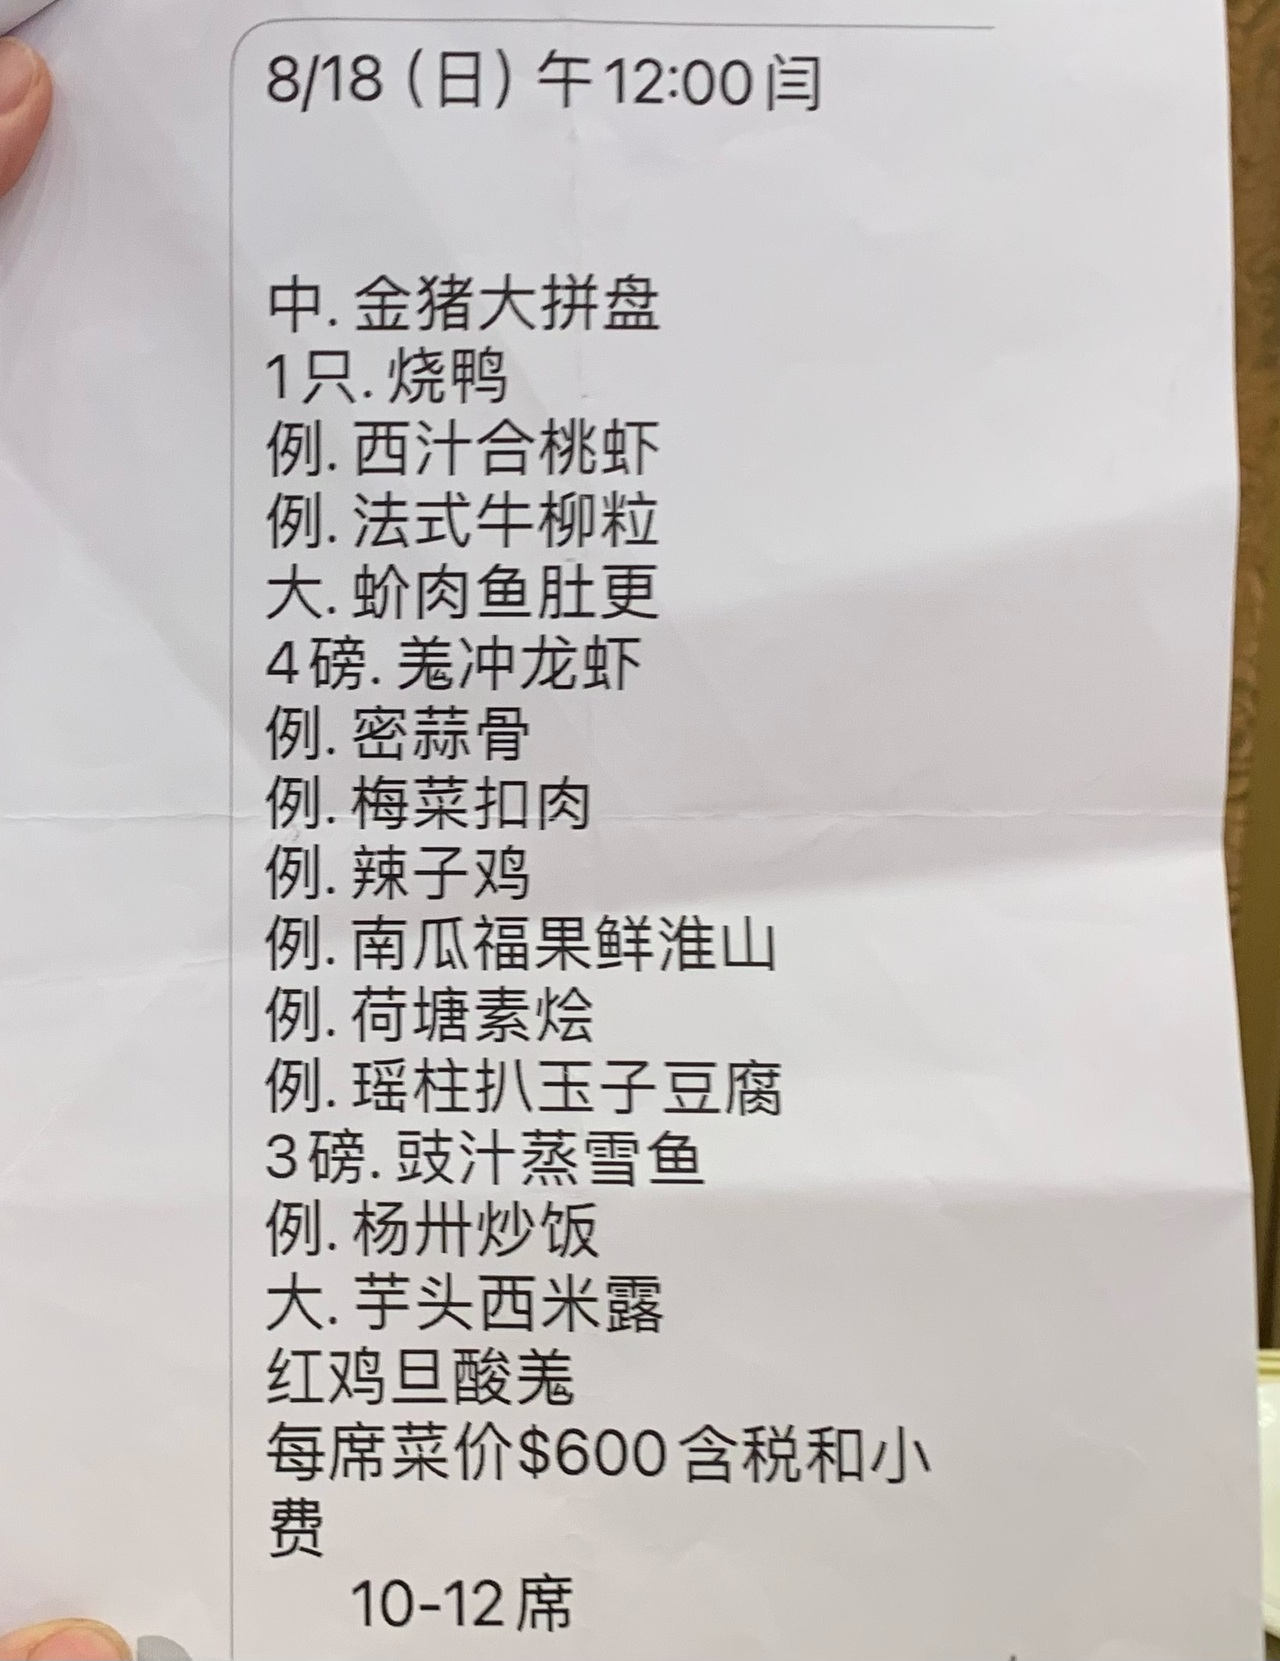 8/18（日）午12:00闫
中. 金猪大拼盘
1只. 烧鸭
例. 西汁合桃虾
例. 法式牛柳粒
大. 蚧肉鱼肚更
4磅. 羗冲龙虾
例. 密蒜骨
例. 梅菜扣肉
例. 辣子鸡
例. 南瓜福果鲜淮山
例. 荷塘素烩
例. 瑶柱扒玉子豆腐
3磅. 豉汁蒸雪鱼
例. 杨卅炒饭
大. 芋头西米露
红鸡旦酸羗
每席菜价$600含税和小
费
10-12席